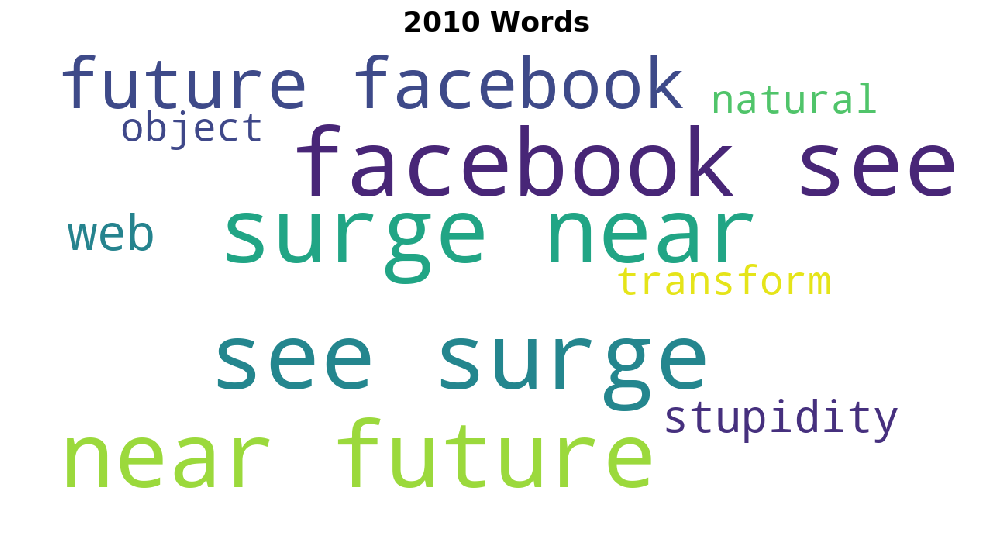 2010 Words
future facebook
natural
object
facebook see
web
surge near
transform
see surge
stupidity
near future